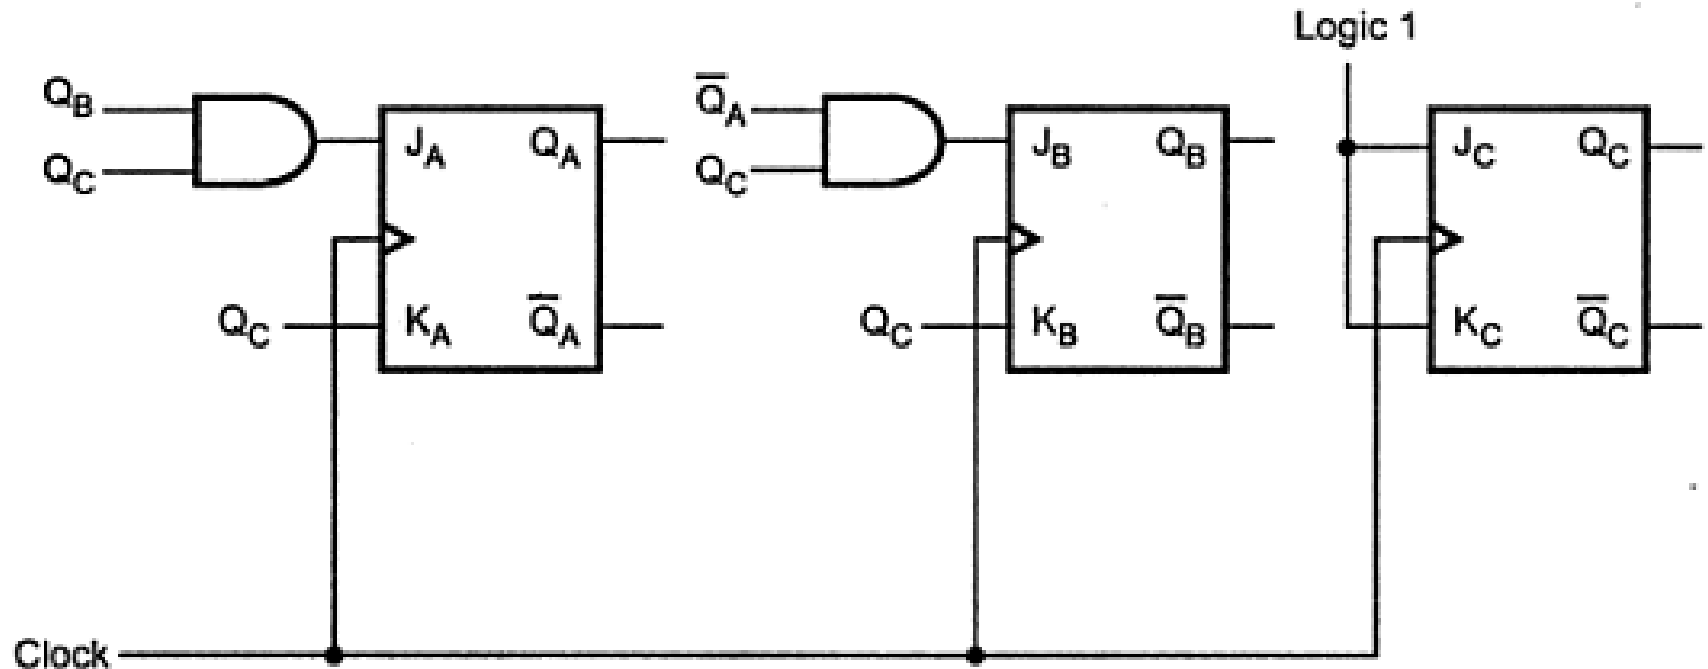 Logic 1
Q_B
Q_C
J_A
Q_A
Q_C
K_A
Q̅_A
Q̅_A
Q_C
J_B
Q_B
Q_C
K_B
Q̅_B
J_C
Q_C
K_C
Q̅_C
Clock